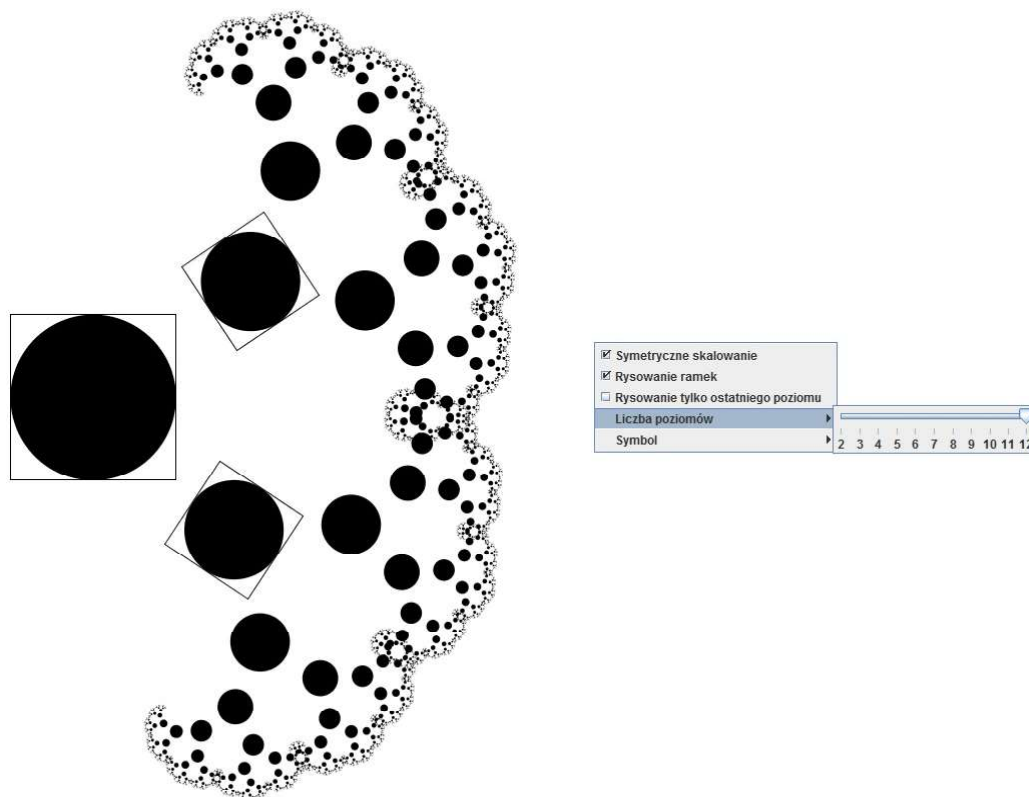 Symetryczne skalowanie
Rysowanie ramek
Rysowanie tylko ostatniego poziomu
Liczba poziomów
2 3 4 5 6 7 8 9 10 11 12
Symbol